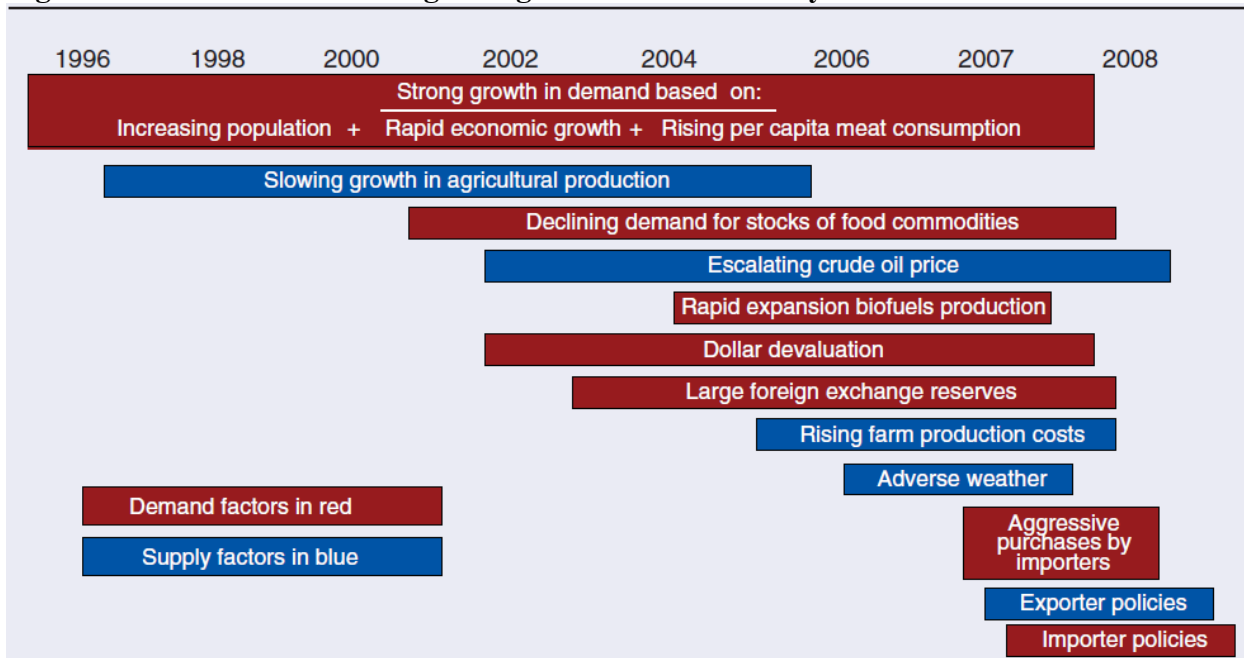 1996 1998 2000 2002 2004 2006 2007 2008
Strong growth in demand based on:
Increasing population + Rapid economic growth + Rising per capita meat consumption
Slowing growth in agricultural production
Declining demand for stocks of food commodities
Escalating crude oil price
Rapid expansion biofuels production
Dollar devaluation
Large foreign exchange reserves
Rising farm production costs
Adverse weather
Demand factors in red
Supply factors in blue
Aggressive
purchases by
importers
Exporter policies
Importer policies